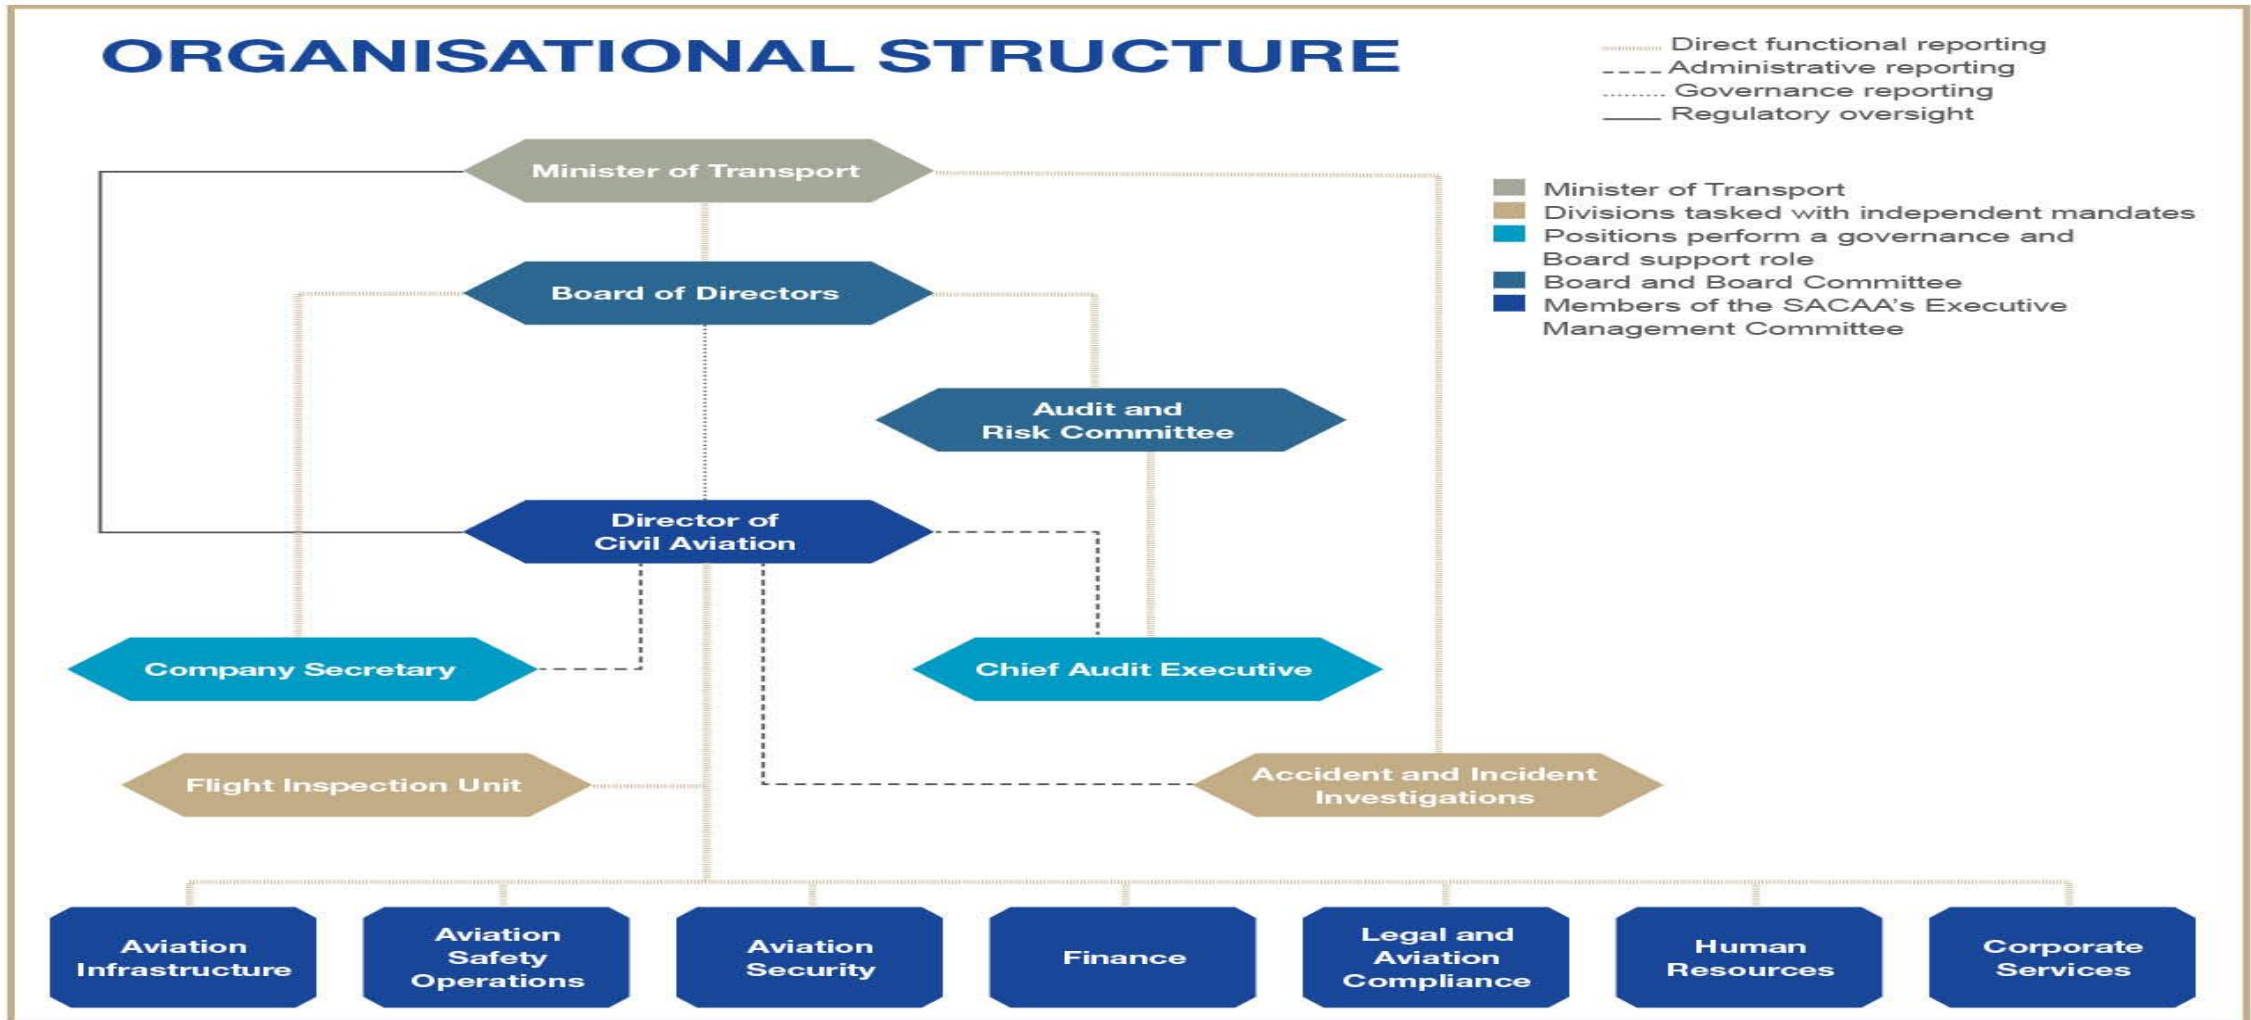 ORGANISATIONAL STRUCTURE
Direct functional reporting
Administrative reporting
Governance reporting
Regulatory oversight
Minister of Transport
Divisions tasked with independent mandates
Positions perform a governance and
Board support role
Board and Board Committee
Members of the SACAA's Executive
Management Committee
Minister of Transport
Board of Directors
Audit and
Risk Committee
Director of
Civil Aviation
Company Secretary
Chief Audit Executive
Flight Inspection Unit
Accident and Incident
Investigations
Aviation
Infrastructure
Aviation
Safety
Operations
Aviation
Security
Finance
Legal and
Aviation
Compliance
Human
Resources
Corporate
Services